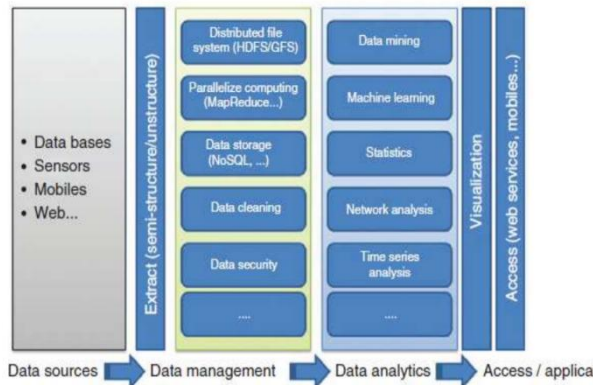 • Data bases
• Sensors
• Mobiles
• Web...
Extract (semi-structure/unstructure)
Distributed file
system (HDFS/GFS)
Parallelize computing
(MapReduce...)
Data storage
(NoSQL, ...)
Data cleaning
Data security
....
Data mining
Machine learning
Statistics
Network analysis
Time series
analysis
....
Visualization
Access (web services, mobiles...)
Data sources
Data management
Data analytics
Access / applica